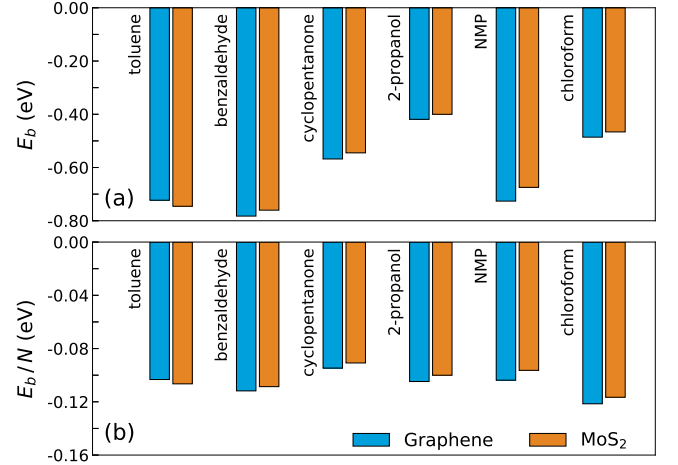 0.00
-0.20
-0.40
-0.60
-0.80
E_b (eV)
toluene
benzaldehyde
cyclopentanone
2-propanol
NMP
chloroform
(a)
0.00
-0.04
-0.08
-0.12
-0.16
E_b/N (eV)
toluene
benzaldehyde
cyclopentanone
2-propanol
NMP
chloroform
(b)
Graphene
MoS₂